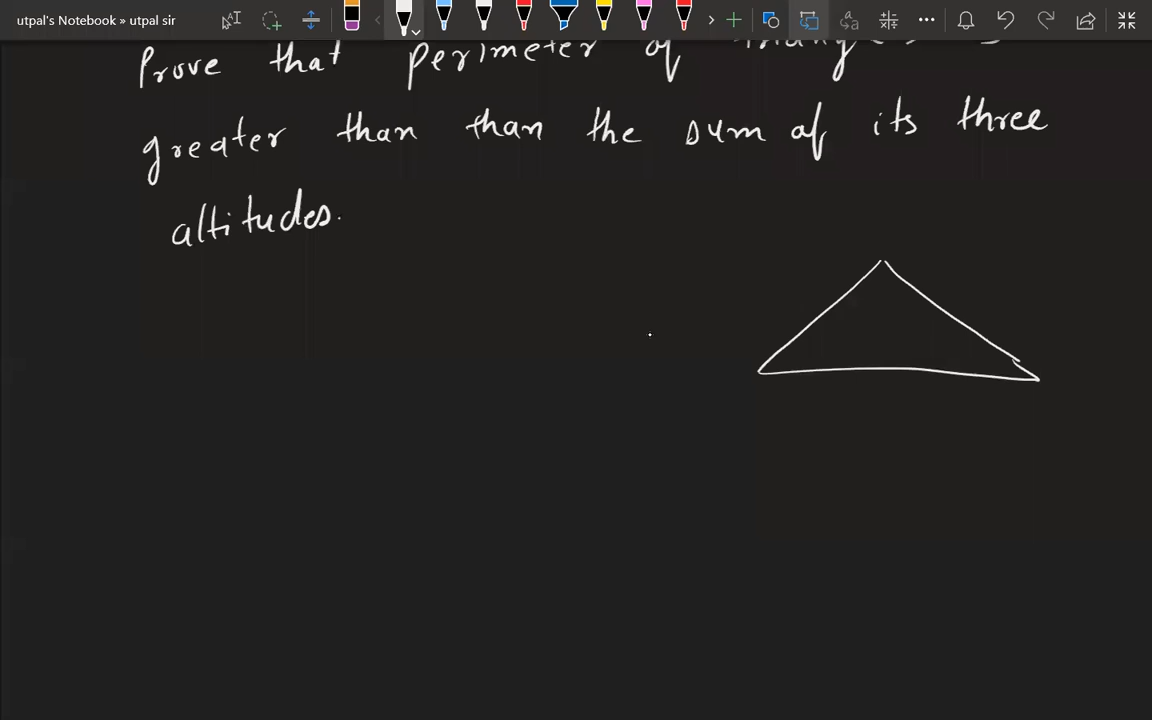 utpal's Notebook » utpal sir
Prove that perimeter of
greater than than the sum of its three
altitudes.